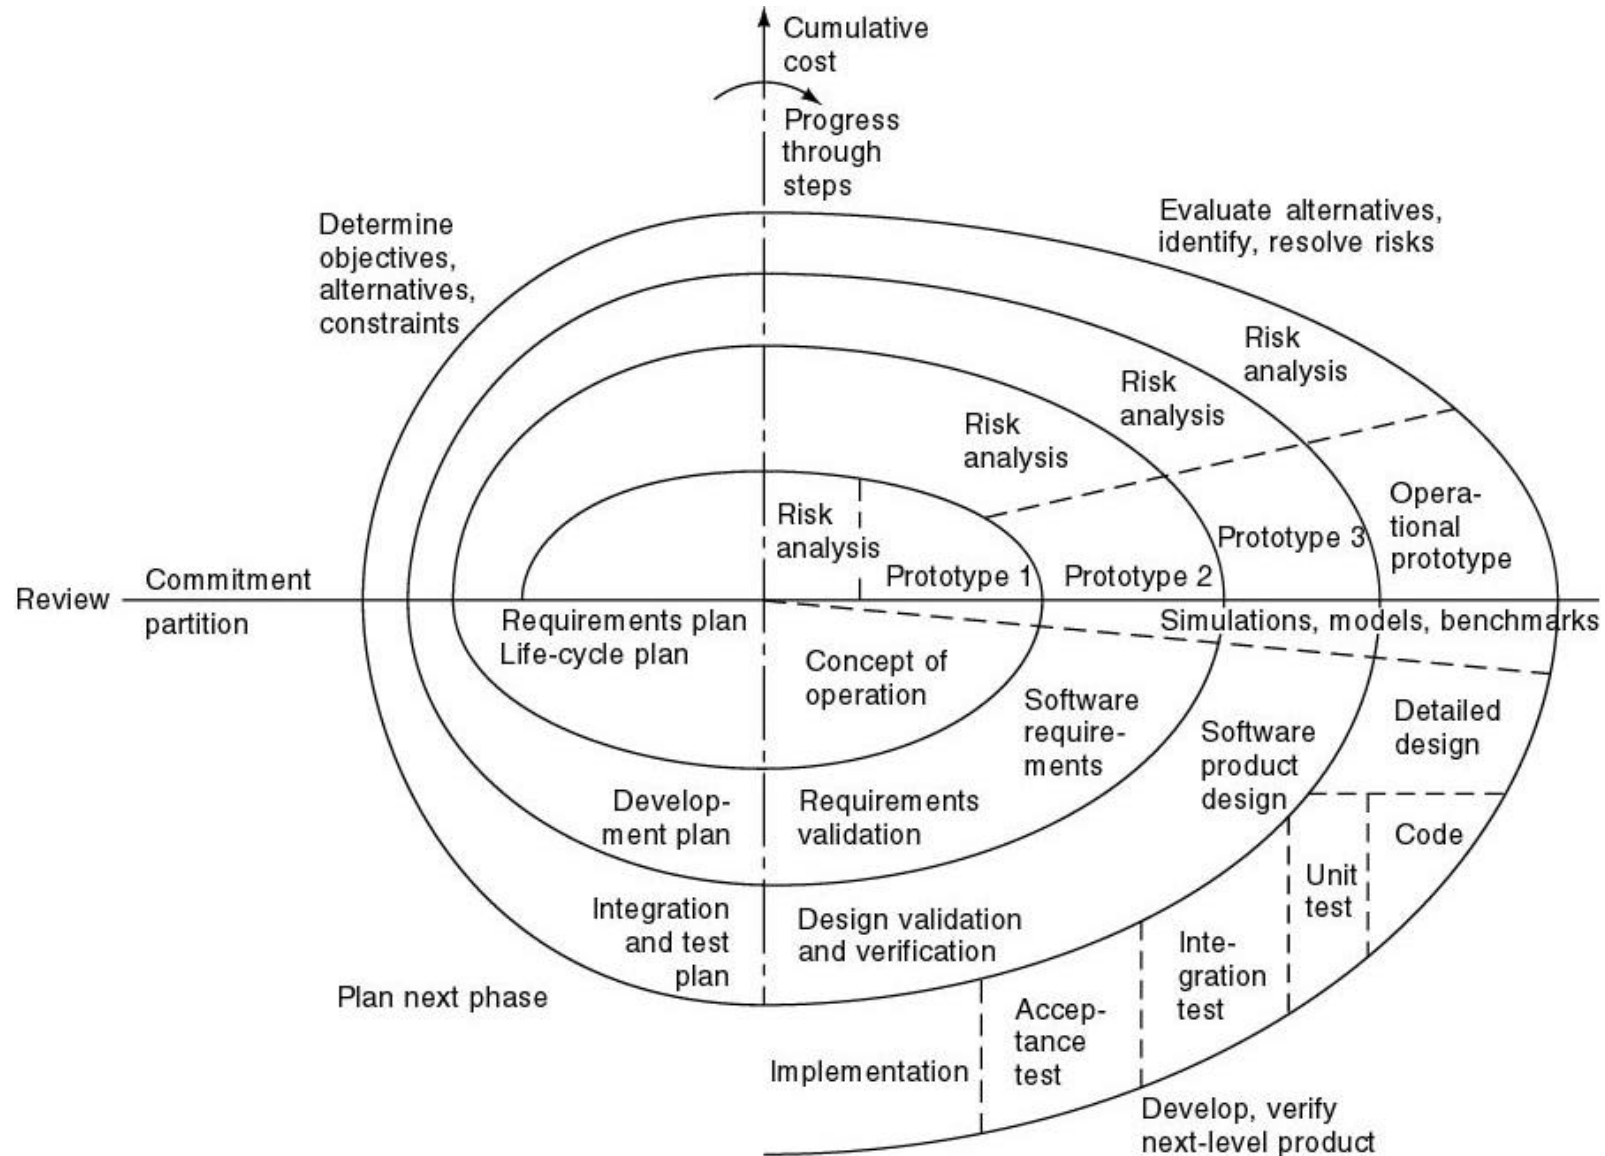 Cumulative
cost
Progress
through
steps
Determine
objectives,
alternatives,
constraints
Evaluate alternatives,
identify, resolve risks
Risk
analysis
Risk
analysis
Risk
analysis
Risk
analysis
Opera-
tional
prototype
Prototype 3
Prototype 2
Prototype 1
Review
Commitment
partition
Requirements plan
Life-cycle plan
Concept of
operation
Simulations, models, benchmarks
Software
require-
ments
Software
product
design
Detailed
design
Develop-
ment plan
Requirements
validation
Code
Unit
test
Integration
and test
plan
Design validation
and verification
Inte-
gration
test
Plan next phase
Accep-
tance
test
Implementation
Develop, verify
next-level product